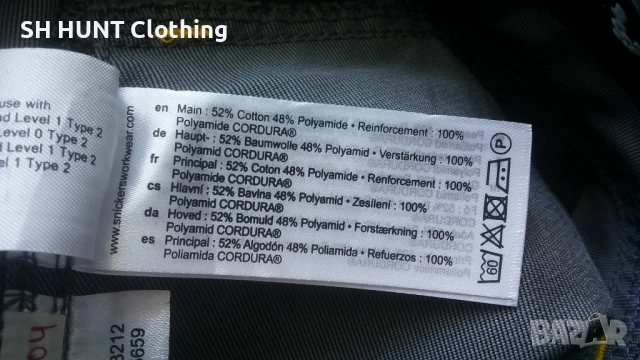 SH HUNT Clothing
use with
Level 1 Type 2
Level 0 Type 2
Level 1 Type 2
Level 1 Type 2
www.snickersworkwear.com
en Main : 52% Cotton 48% Polyamide • Reinforcement : 100%
Polyamide CORDURA®
de Haupt- : 52% Baumwolle 48% Polyamid • Verstärkung : 100%
Polyamid CORDURA®
fr Principal : 52% Coton 48% Polyamide • Renforcement : 100%
Polyamide CORDURA®
cs Hlavní : 52% Bavlna 48% Polyamid • Zesílení : 100%
Polyamid CORDURA®
da Hoved : 52% Bomuld 48% Polyamid • Forstærkning : 100%
Polyamid CORDURA®
es Principal : 52% Algodón 48% Poliamida • Refuerzos : 100%
Poliamida CORDURA®
P
60
3212
3659
BAZAR